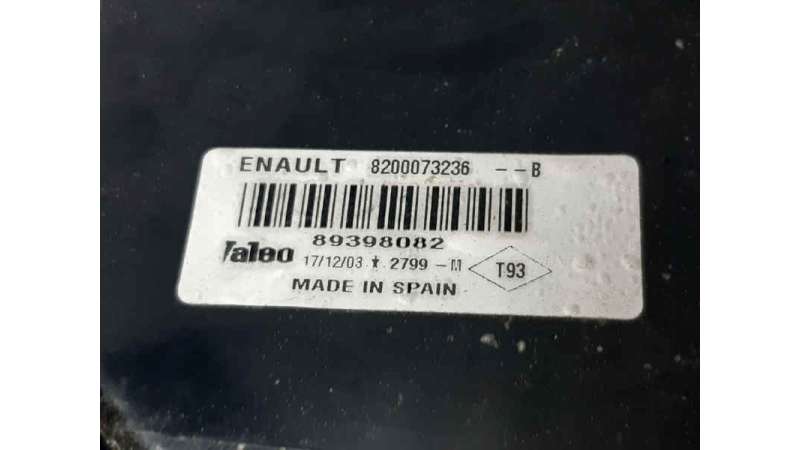 ENAULT 8200073236 --B
89398082
Valeo 17/12/03 ★ 2799 -M T93
MADE IN SPAIN